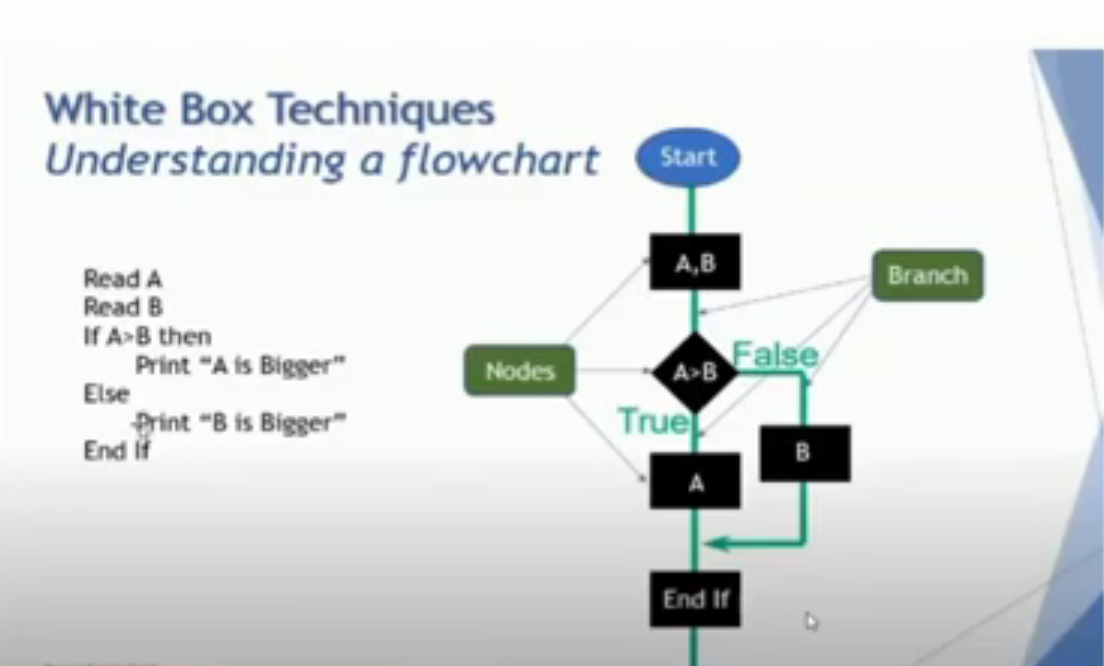 White Box Techniques
Understanding a flowchart
Start
Read A
Read B
If A>B then
Print “A is Bigger”
Else
Print “B is Bigger”
End If
A,B
Branch
Nodes
A>B
False
True
B
A
End If